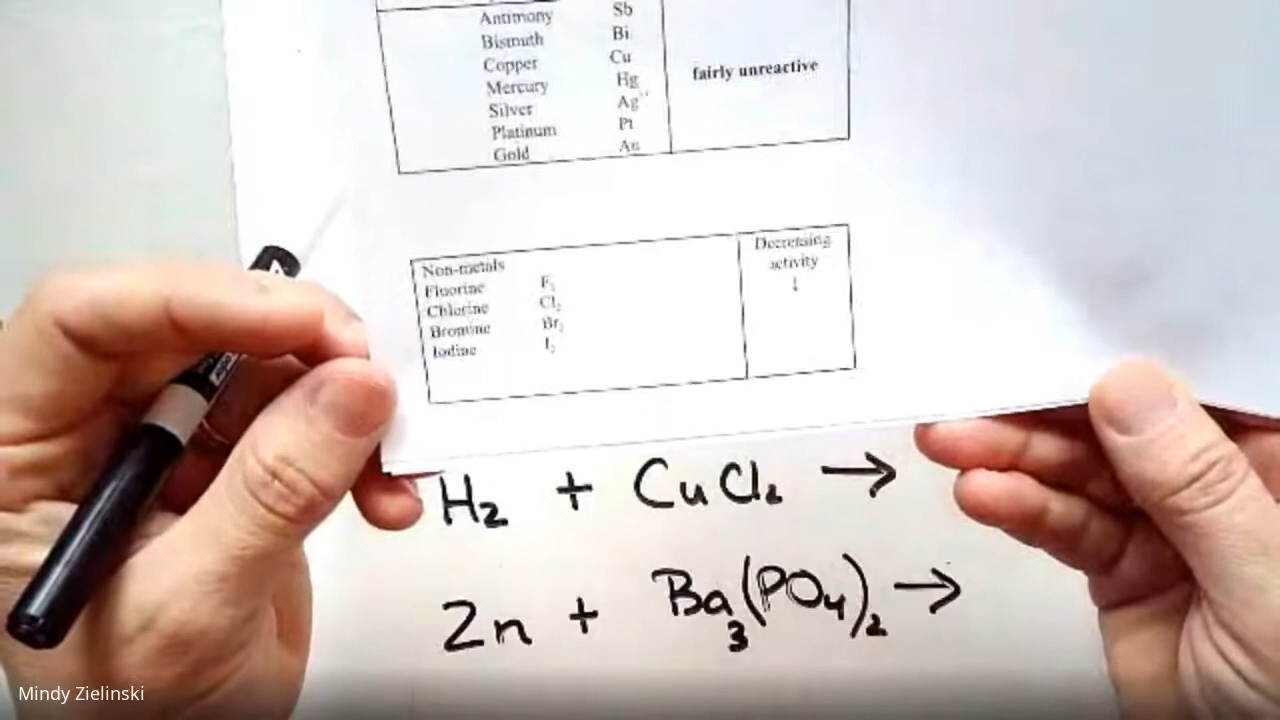 Antimony Sb
Bismuth Bi
Copper Cu
Mercury Hg
Silver Ag
Platinum Pt
Gold Au
fairly unreactive
Non-metals
Fluorine F₂
Chlorine Cl₂
Bromine Br₂
Iodine I₂
Decreasing
activity
↓
H₂ + CuCl₂ →
Zn + Ba₃(PO₄)₂ →
Mindy Zielinski